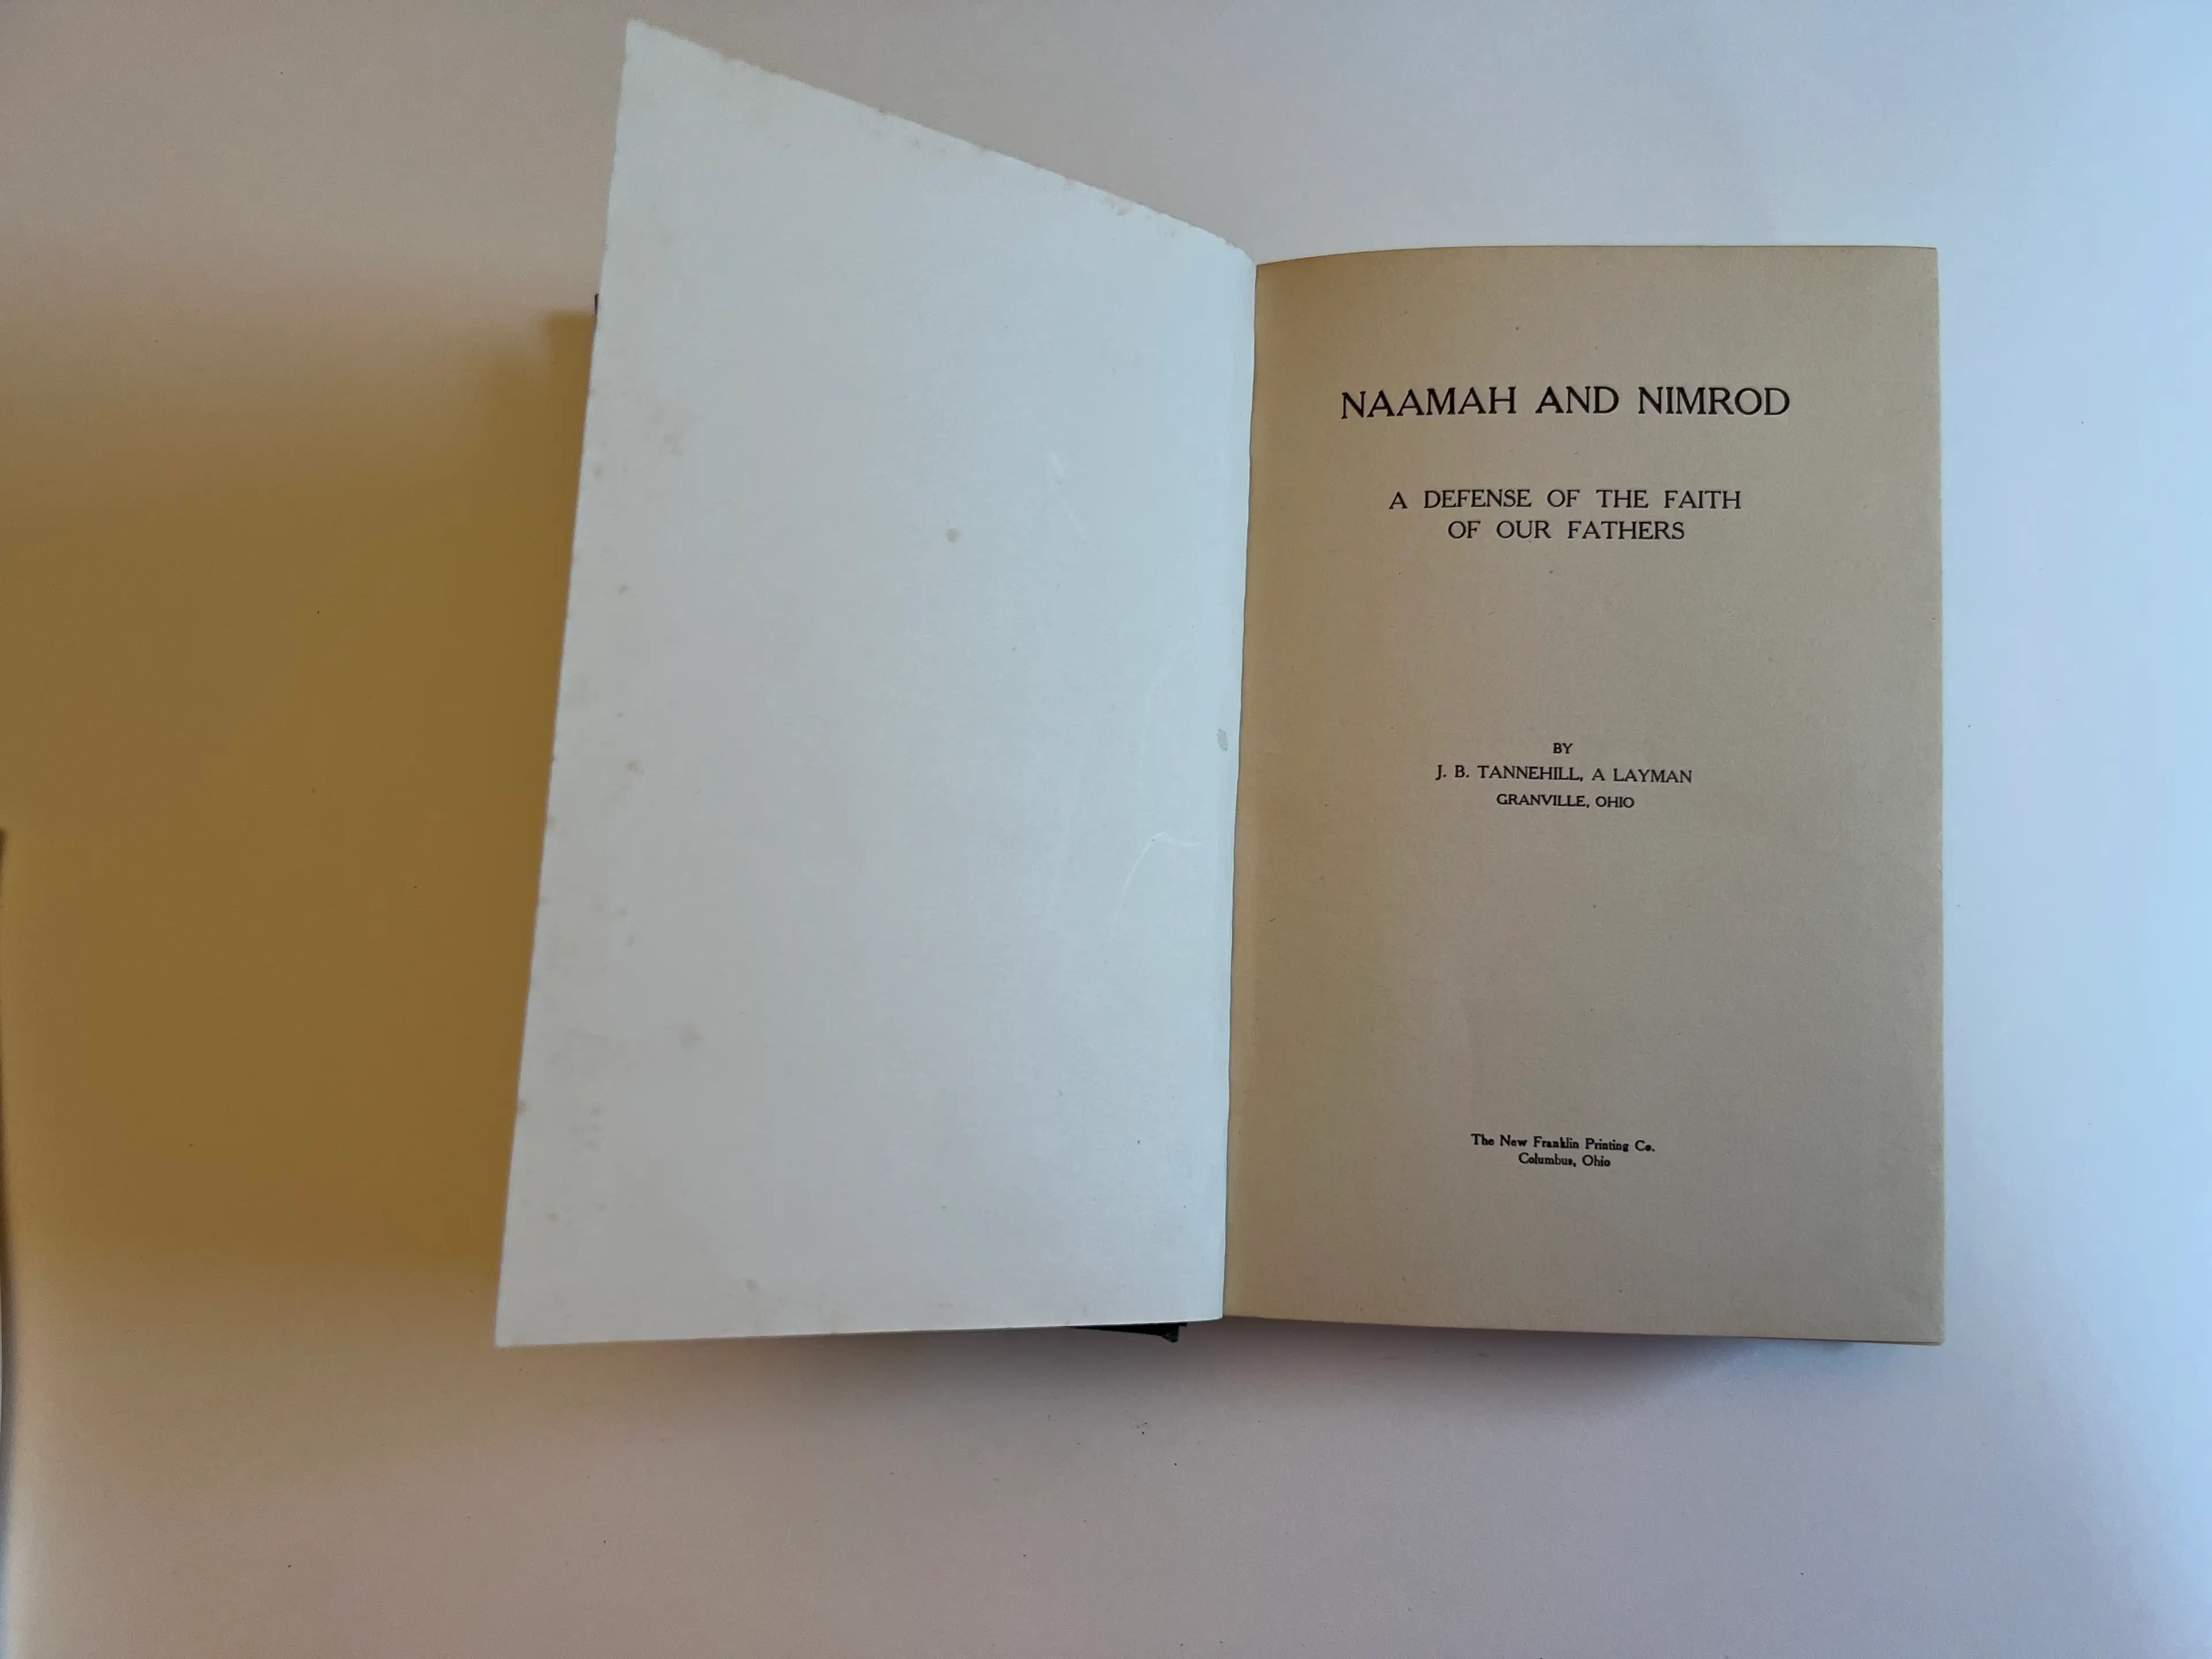 NAAMAH AND NIMROD
A DEFENSE OF THE FAITH
OF OUR FATHERS
BY
J. B. TANNEHILL, A LAYMAN
GRANVILLE, OHIO
The New Franklin Printing Co.
Columbus, Ohio